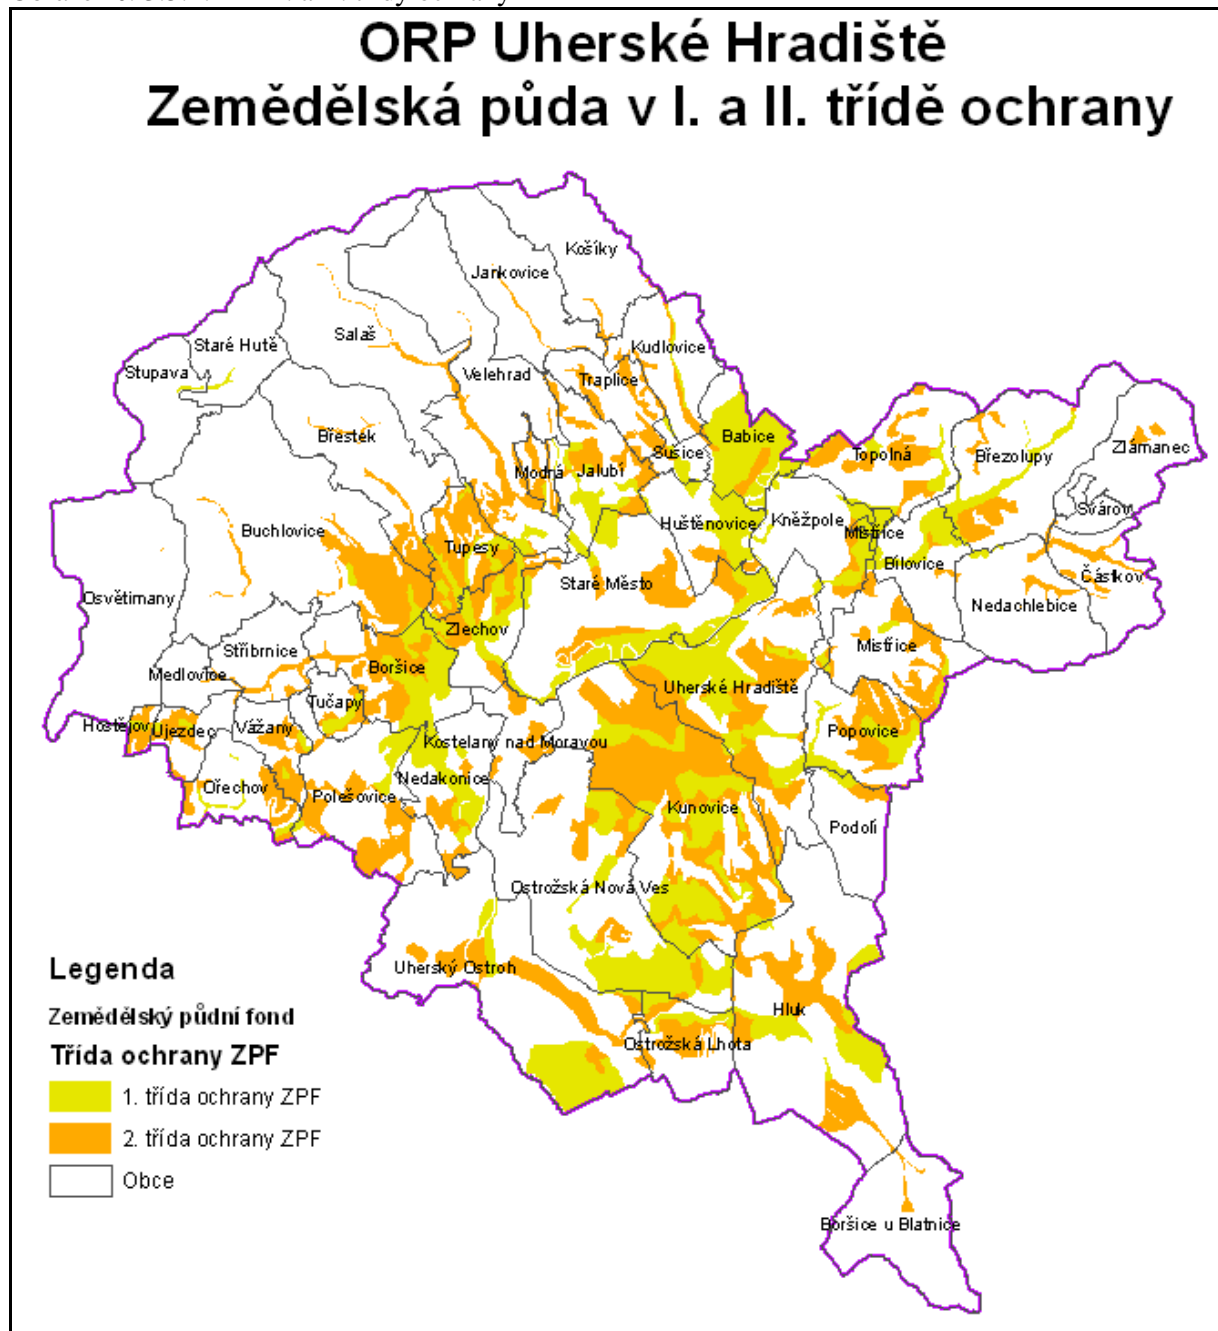 ORP Uherské Hradiště
Zemědělská půda v I. a II. třídě ochrany
Košíky
Jankovice
Salaš
Staré Hutě
Kudlovice
Stupava
Velehrad
Traplice
Břestek
Babice
Sušice
Topolná
Zlámanec
Březolupy
Modrá
Jalubí
Svárov
Buchlovice
Huštěnovice
Kněžpole
Mistřice
Tupesy
Bílovice
Staré Město
Částkov
Osvětimany
Nedachlebice
Zlechov
Stříbrnice
Mistřice
Boršice
Medlovice
Uherské Hradiště
Tučapy
Hostějov
Újezdec
Vážany
Popovice
Kostelany nad Moravou
Nedakonice
Ořechov
Polešovice
Kunovice
Podolí
Ostrožská Nová Ves
Uherský Ostroh
Hluk
Ostrožská Lhota
Boršice u Blatnice
Legenda
Zemědělský půdní fond
Třída ochrany ZPF
1. třída ochrany ZPF
2. třída ochrany ZPF
Obce